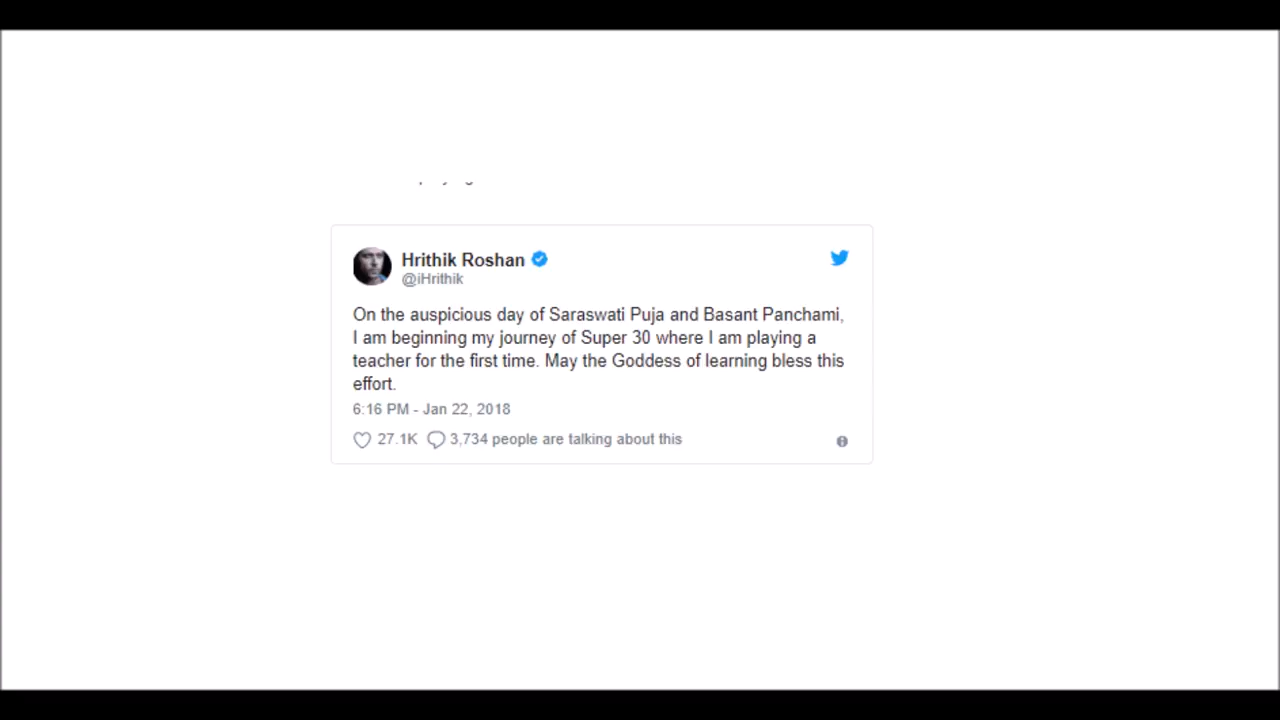 Hrithik Roshan
@iHrithik
On the auspicious day of Saraswati Puja and Basant Panchami,
I am beginning my journey of Super 30 where I am playing a
teacher for the first time. May the Goddess of learning bless this
effort.
6:16 PM - Jan 22, 2018
27.1K 3,734 people are talking about this